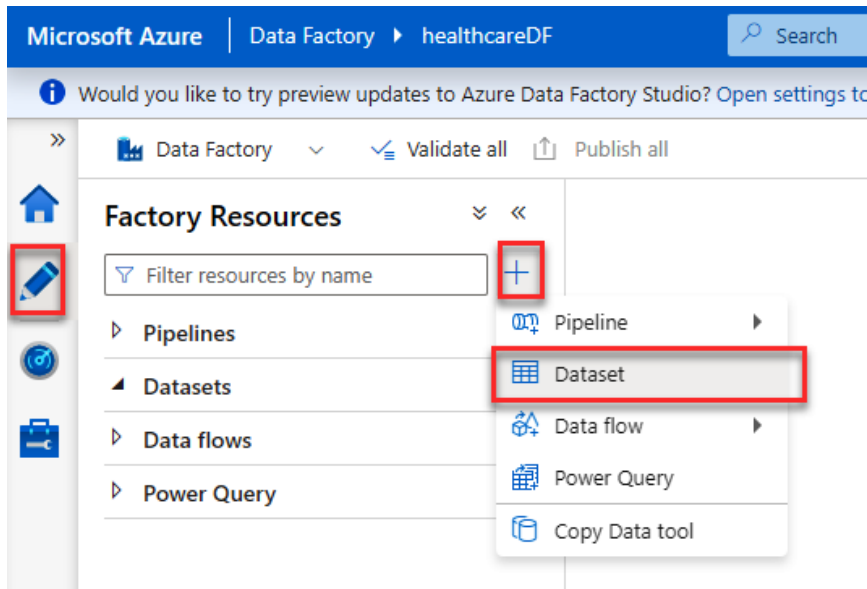 Microsoft Azure Data Factory healthcareDF Search
Would you like to try preview updates to Azure Data Factory Studio? Open settings to
Data Factory Validate all Publish all
Factory Resources
Filter resources by name
Pipelines
Datasets
Data flows
Power Query
Pipeline
Dataset
Data flow
Power Query
Copy Data tool